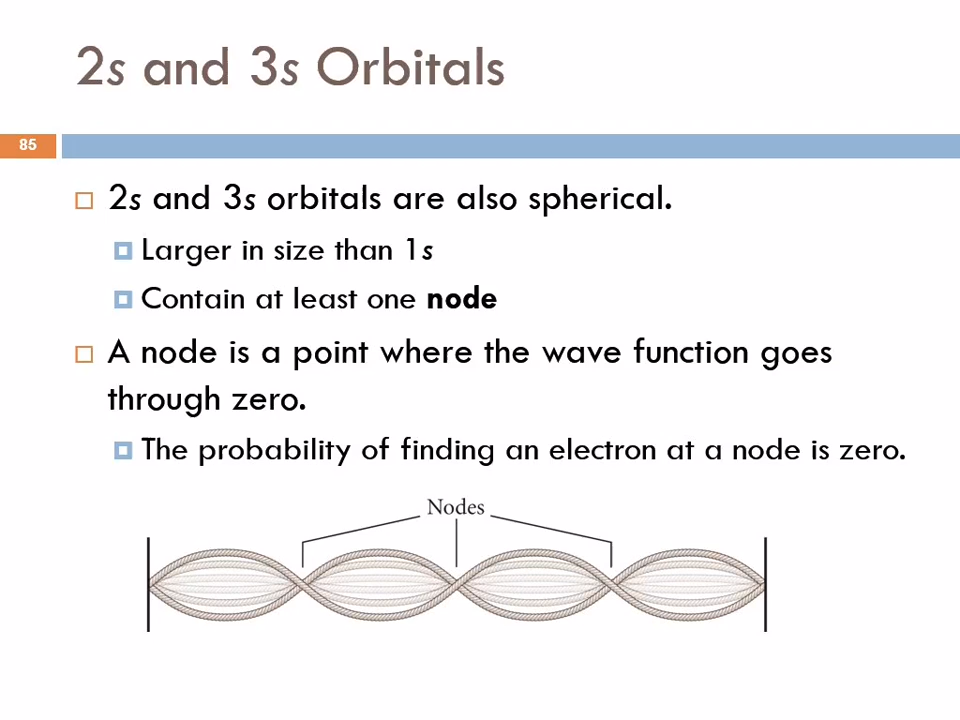 2s and 3s Orbitals
85
2s and 3s orbitals are also spherical.
Larger in size than 1s
Contain at least one node
A node is a point where the wave function goes
through zero.
The probability of finding an electron at a node is zero.
Nodes